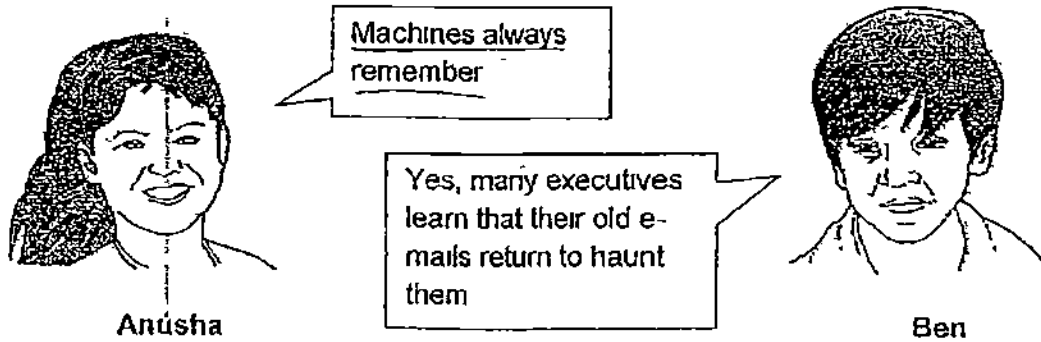 Machines always
remember
Yes, many executives
learn that their old e-
mails return to haunt
them
Anusha
Ben